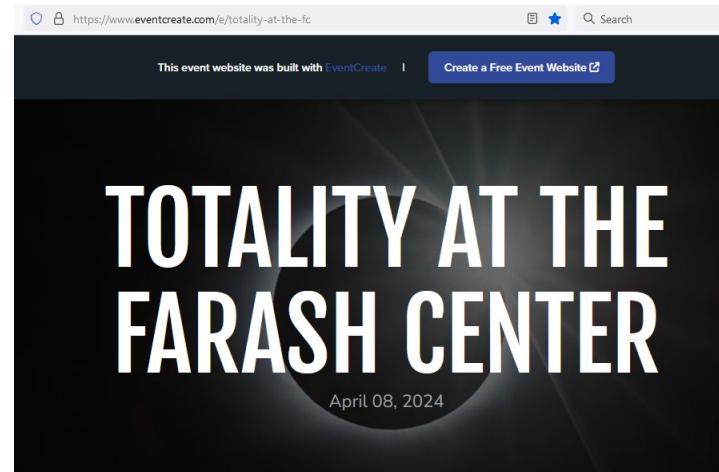 https://www.eventcreate.com/e/totality-at-the-fc
Search
This event website was built with EventCreate | Create a Free Event Website
TOTALITY AT THE
FARASH CENTER
April 08, 2024